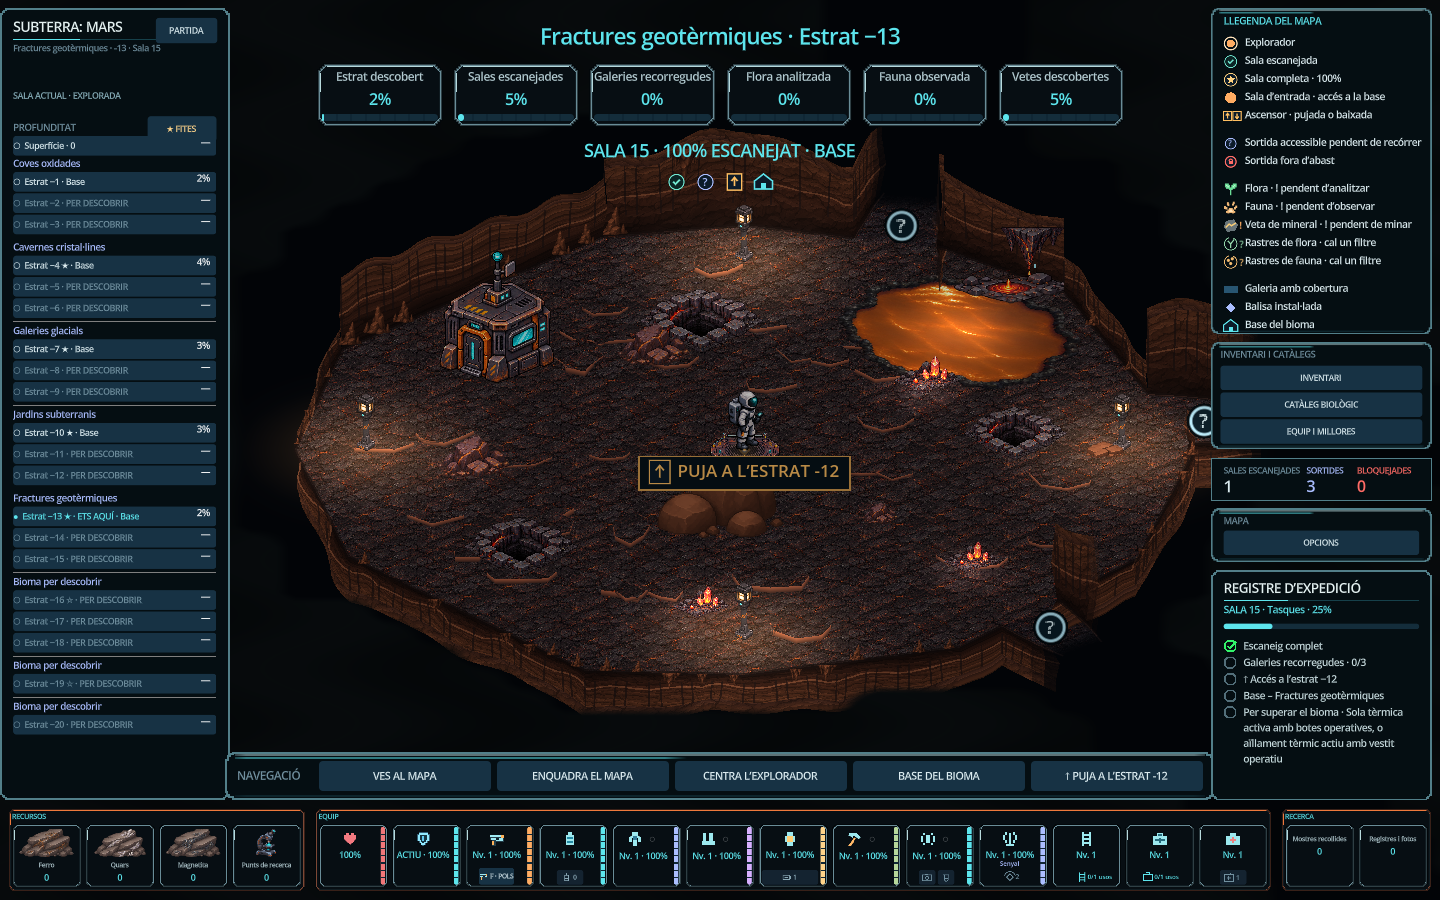 SUBTERRA: MARS
PARTIDA
Fractures geotèrmiques · -13 · Sala 15
SALA ACTUAL · EXPLORADA
PROFUNDITAT
★ FITES
Superfície · 0
—
Coves oxidades
Estrat −1 · Base
2%
Estrat −2 · PER DESCOBRIR
—
Estrat −3 · PER DESCOBRIR
—
Cavernes cristal·lines
Estrat −4 ★ · Base
4%
Estrat −5 · PER DESCOBRIR
—
Estrat −6 · PER DESCOBRIR
—
Galeries glacials
Estrat −7 ★ · Base
3%
Estrat −8 · PER DESCOBRIR
—
Estrat −9 · PER DESCOBRIR
—
Jardins subterranis
Estrat −10 ★ · Base
3%
Estrat −11 · PER DESCOBRIR
—
Estrat −12 · PER DESCOBRIR
—
Fractures geotèrmiques
Estrat −13 ★ · ETS AQUÍ · Base
2%
Estrat −14 · PER DESCOBRIR
—
Estrat −15 · PER DESCOBRIR
—
Bioma per descobrir
Estrat −16 ☆ · PER DESCOBRIR
—
Estrat −17 · PER DESCOBRIR
—
Estrat −18 · PER DESCOBRIR
—
Bioma per descobrir
Estrat −19 ☆ · PER DESCOBRIR
—
Bioma per descobrir
Estrat −20 · PER DESCOBRIR
—
Fractures geotèrmiques · Estrat −13
Estrat descobert
2%
Sales escanejades
5%
Galeries recorregudes
0%
Flora analitzada
0%
Fauna observada
0%
Vetes descobertes
5%
SALA 15 · 100% ESCANEJAT · BASE
?
?
?
?
↑ PUJA A L'ESTRAT -12
NAVEGACIÓ
VES AL MAPA
ENQUADRA EL MAPA
CENTRA L'EXPLORADOR
BASE DEL BIOMA
↑ PUJA A L'ESTRAT -12
LLEGENDA DEL MAPA
Explorador
Sala escanejada
Sala completa · 100%
Sala d'entrada · accés a la base
Ascensor · pujada o baixada
Sortida accessible pendent de recórrer
Sortida fora d'abast
Flora · ! pendent d'analitzar
Fauna · ! pendent d'observar
! Veta de mineral · ! pendent de minar
? Rastres de flora · cal un filtre
? Rastres de fauna · cal un filtre
Galeria amb cobertura
Balisa instal·lada
Base del bioma
INVENTARI I CATÀLEGS
INVENTARI
CATÀLEG BIOLÒGIC
EQUIP I MILLORES
SALES ESCANEJADES SORTIDES BLOQUEJADES
1 3 0
MAPA
OPCIONS
REGISTRE D'EXPEDICIÓ
SALA 15 · Tasques · 25%
Escaneig complet
Galeries recorregudes · 0/3
↑ Accés a l'estrat −12
Base – Fractures geotèrmiques
Per superar el bioma · Sola tèrmica
activa amb botes operatives, o
aïllament tèrmic actiu amb vestit
operatiu
RECURSOS
Ferro
0
Quars
0
Magnetita
0
Punts de recerca
0
EQUIP
100%
ACTIU · 100%
Nv. 1 · 100%
F · POLS
Nv. 1 · 100%
0
Nv. 1 · 100%
Nv. 1 · 100%
Nv. 1 · 100%
1
Nv. 1 · 100%
Nv. 1 · 100%
Nv. 1 · 100%
Senyal
2
Nv. 1
0/1 usos
Nv. 1
0/1 usos
Nv. 1
1
RECERCA
Mostres recollides
0
Registres i fotos
0